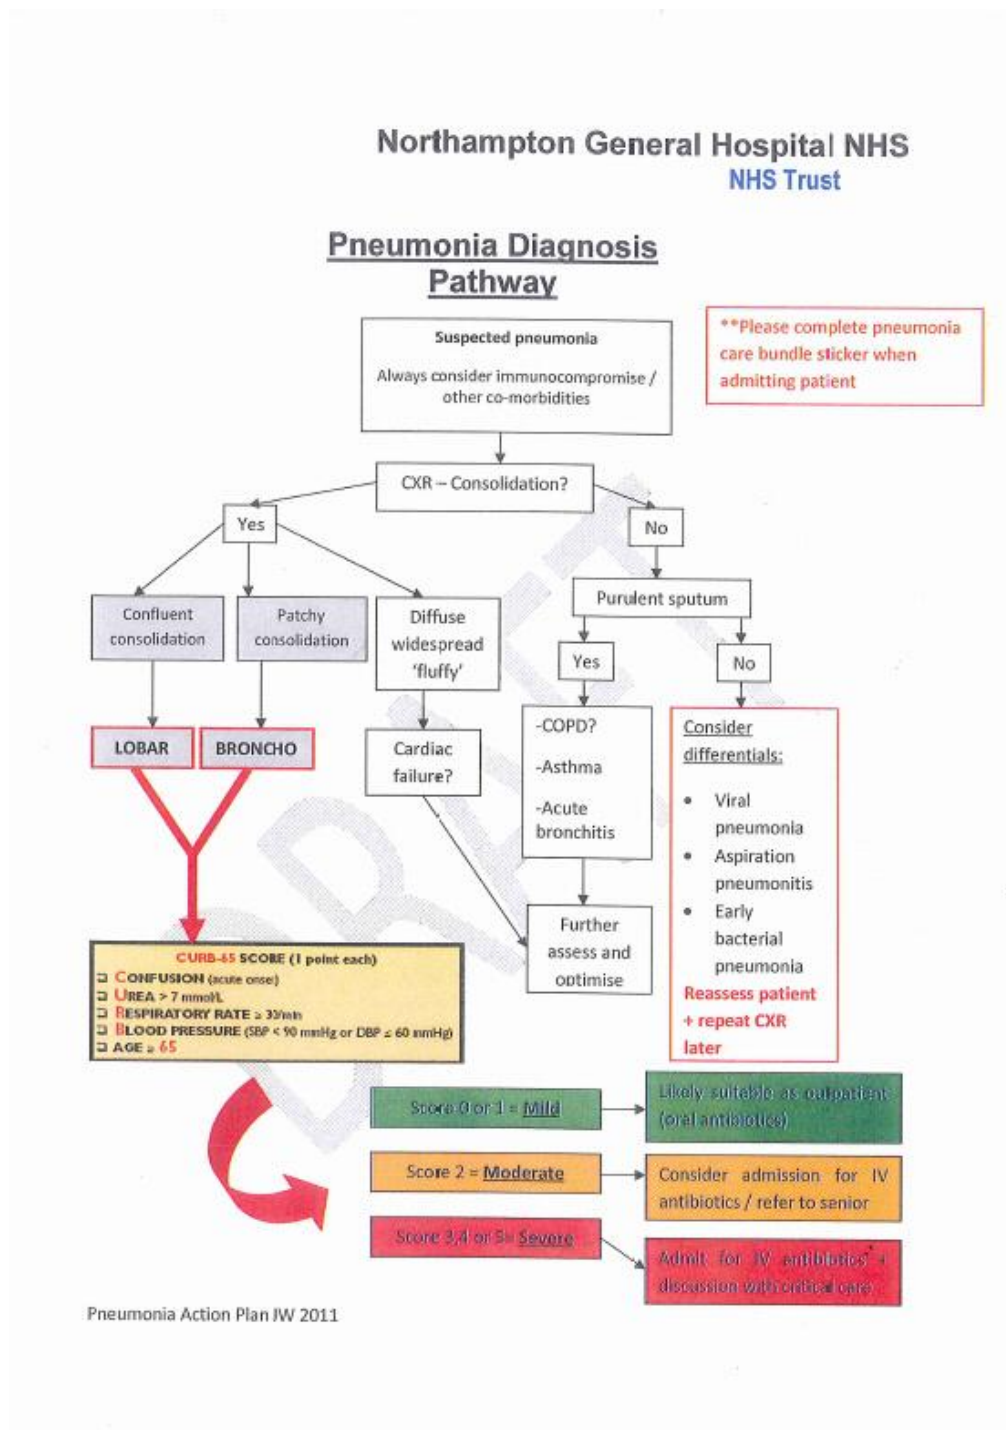 Northampton General Hospital NHS
NHS Trust
Pneumonia Diagnosis
Pathway
**Please complete pneumonia
care bundle sticker when
admitting patient
Suspected pneumonia
Always consider immunocompromise /
other co-morbidities
CXR – Consolidation?
Yes
No
Confluent
consolidation
Patchy
consolidation
Diffuse
widespread
'fluffy'
Purulent sputum
Yes
No
LOBAR
BRONCHO
Cardiac
failure?
-COPD?
-Asthma
-Acute
bronchitis
Consider
differentials:
• Viral
pneumonia
• Aspiration
pneumonitis
• Early
bacterial
pneumonia
Reassess patient
+ repeat CXR
later
Further
assess and
optimise
CURB-65 SCORE (1 point each)
❑ CONFUSION (acute onset)
❑ UREA > 7 mmol/L
❑ RESPIRATORY RATE ≥ 30/min
❑ BLOOD PRESSURE (SBP < 90 mmHg or DBP ≤ 60 mmHg)
❑ AGE ≥ 65
Score 0 or 1 = Mild
Likely suitable as outpatient
(oral antibiotics)
Score 2 = Moderate
Consider admission for IV
antibiotics / refer to senior
Score 3,4 or 5= Severe
Admit for IV antibiotics +
discussion with critical care
Pneumonia Action Plan JW 2011
DRAFT